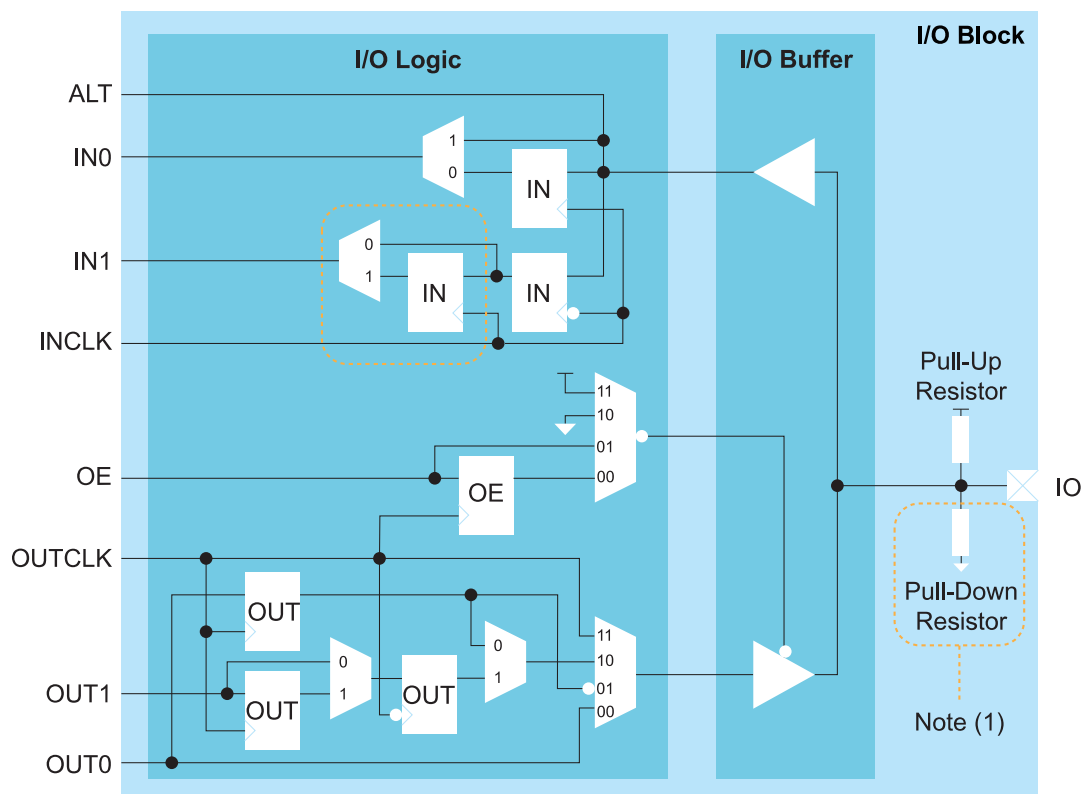 I/O Block
I/O Logic
I/O Buffer
ALT
1
IN0
0
IN
0
IN1
1
IN
IN
INCLK
Pull-Up
Resistor
11
10
01
OE
00
OE
IO
OUTCLK
Pull-Down
Resistor
OUT
11
0
0
10
OUT1
1
OUT
1
OUT
01
00
Note (1)
OUT0